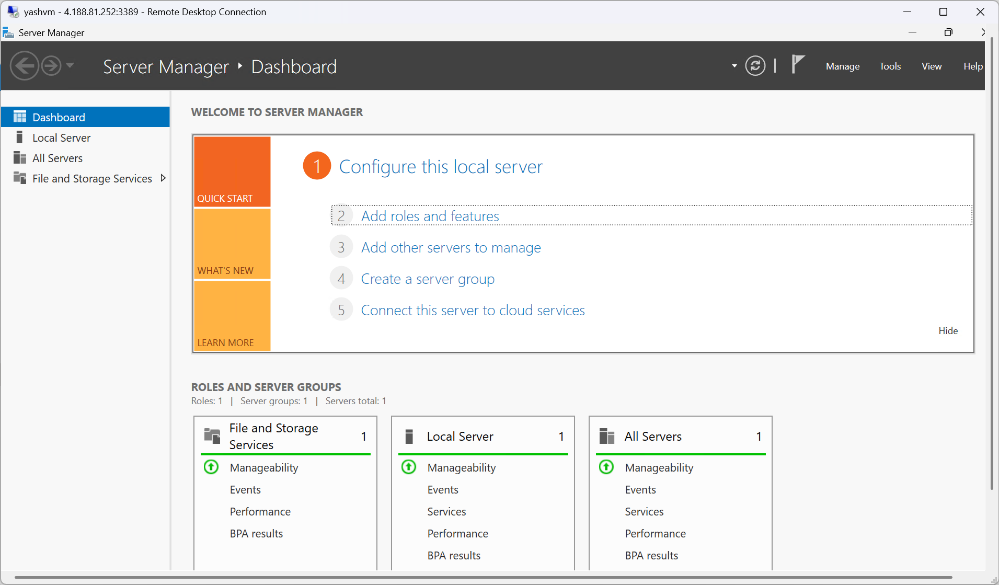 yashvm - 4.188.81.252:3389 - Remote Desktop Connection
Server Manager
Server Manager Dashboard
Manage Tools View Help
Dashboard
Local Server
All Servers
File and Storage Services
WELCOME TO SERVER MANAGER
QUICK START
WHAT'S NEW
LEARN MORE
1 Configure this local server
2 Add roles and features
3 Add other servers to manage
4 Create a server group
5 Connect this server to cloud services
Hide
ROLES AND SERVER GROUPS
Roles: 1 | Server groups: 1 | Servers total: 1
File and Storage
Services
1
Manageability
Events
Performance
BPA results
Local Server 1
Manageability
Events
Services
Performance
BPA results
All Servers 1
Manageability
Events
Services
Performance
BPA results